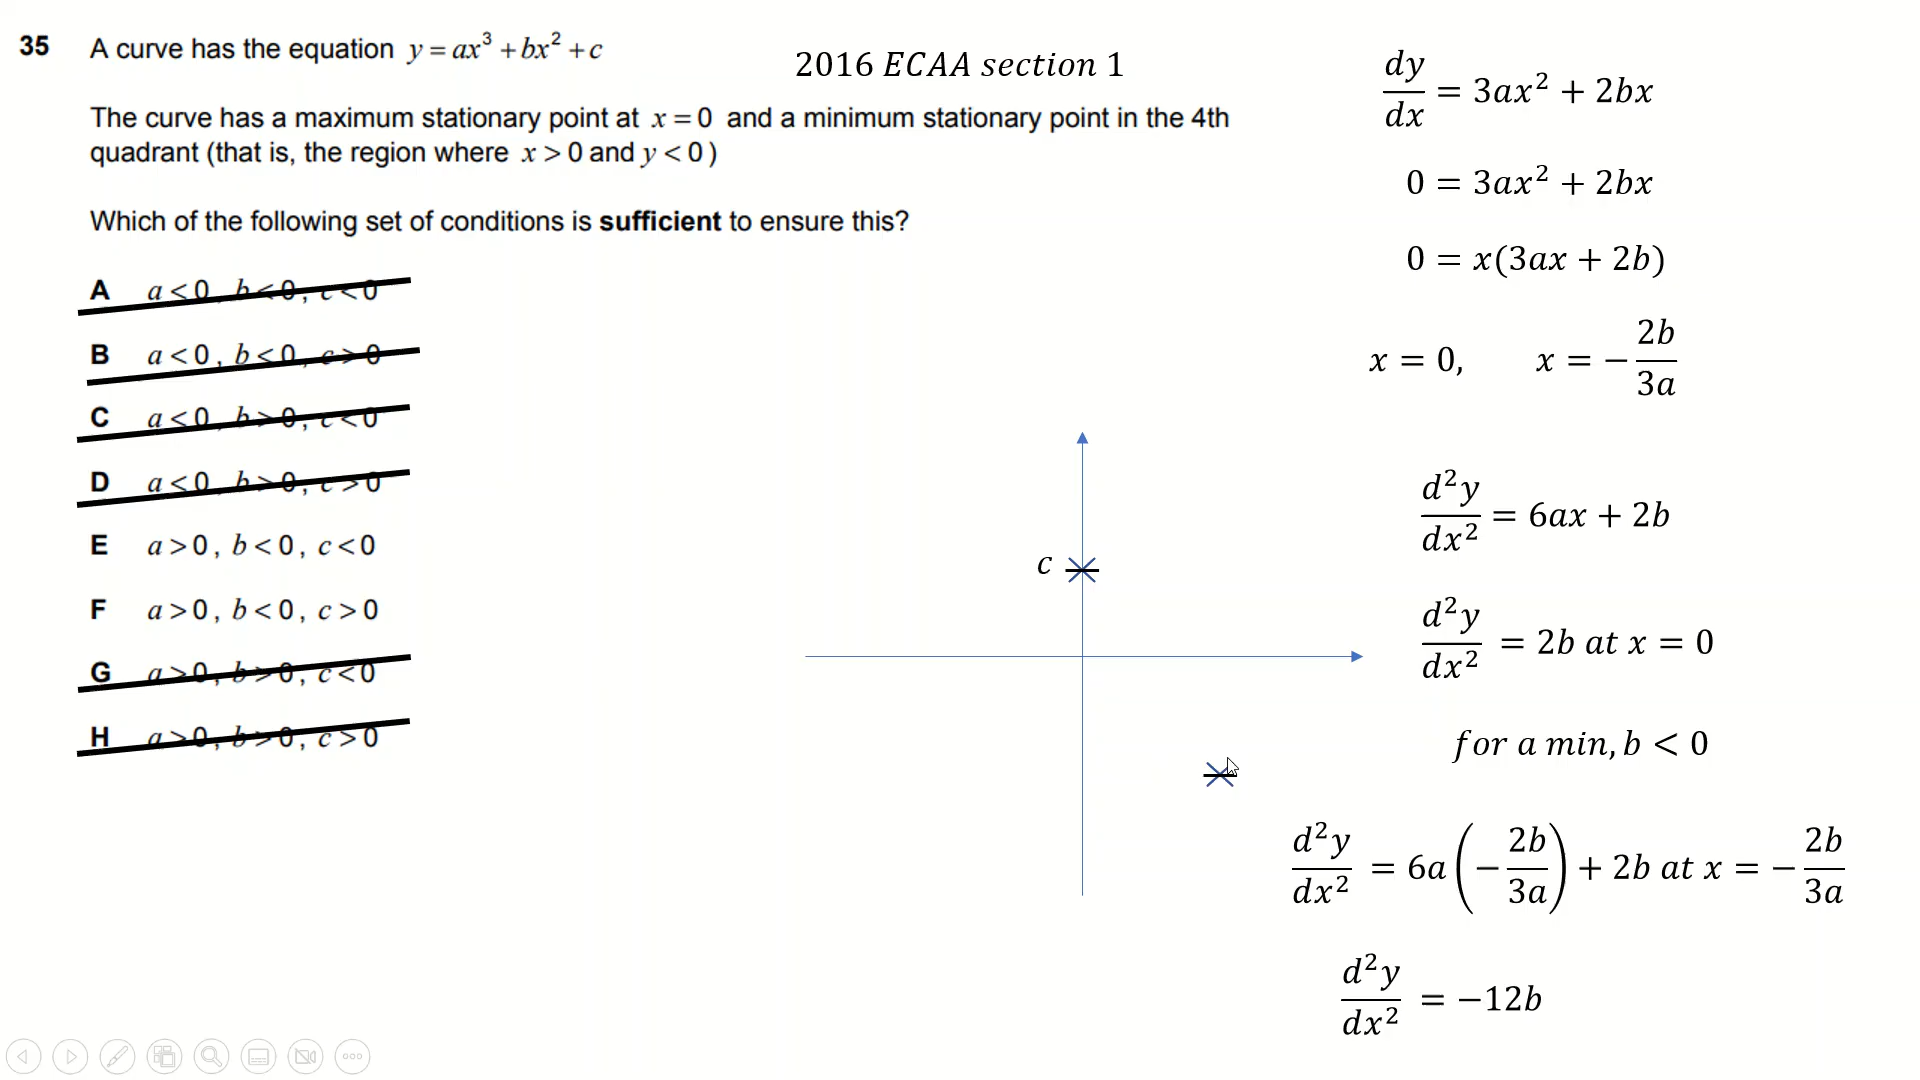 35 A curve has the equation y = ax³ + bx² + c
2016 ECAA section 1
The curve has a maximum stationary point at x = 0 and a minimum stationary point in the 4th
quadrant (that is, the region where x > 0 and y < 0)
Which of the following set of conditions is sufficient to ensure this?
A a < 0, b < 0, c < 0
B a < 0, b < 0, c > 0
C a < 0, b > 0, c < 0
D a < 0, b > 0, c > 0
E a > 0, b < 0, c < 0
F a > 0, b < 0, c > 0
G a > 0, b > 0, c < 0
H a > 0, b > 0, c > 0
c
dy/dx = 3ax² + 2bx
0 = 3ax² + 2bx
0 = x(3ax + 2b)
x = 0, x = −2b/3a
d²y/dx² = 6ax + 2b
d²y/dx² = 2b at x = 0
for a min, b < 0
d²y/dx² = 6a(−2b/3a) + 2b at x = −2b/3a
d²y/dx² = −12b